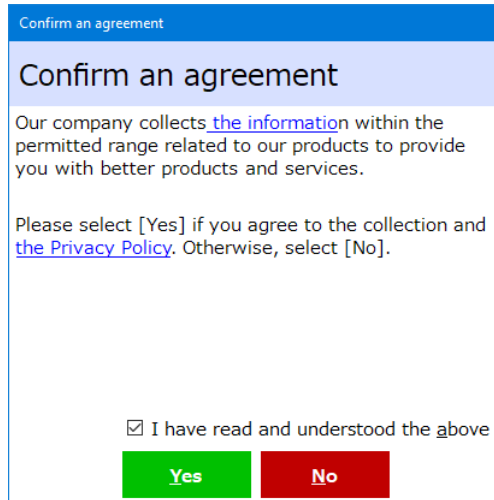 Confirm an agreement
Confirm an agreement
Our company collects the information within the
permitted range related to our products to provide
you with better products and services.
Please select [Yes] if you agree to the collection and
the Privacy Policy. Otherwise, select [No].
I have read and understood the above
Yes No